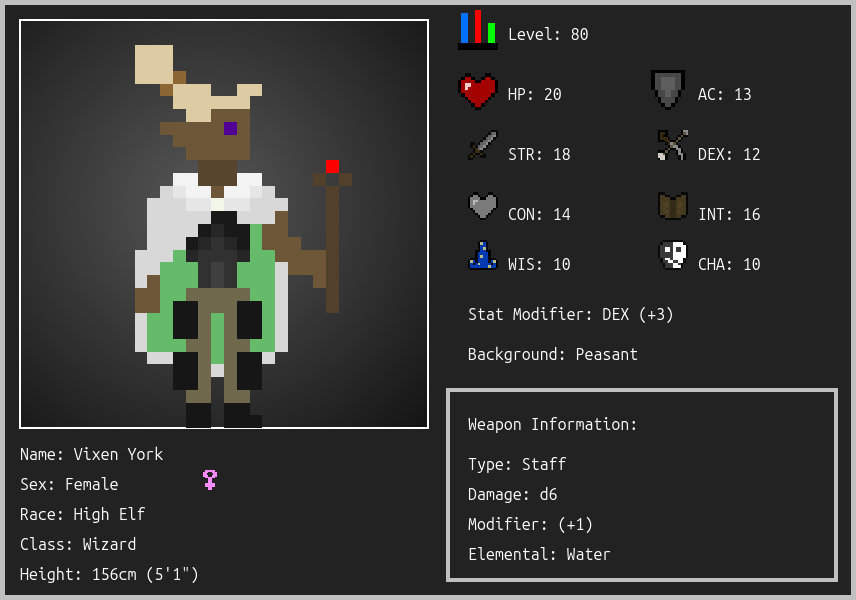 Level: 80
HP: 20
AC: 13
STR: 18
DEX: 12
CON: 14
INT: 16
WIS: 10
CHA: 10
Stat Modifier: DEX (+3)
Background: Peasant
Weapon Information:
Type: Staff
Damage: d6
Modifier: (+1)
Elemental: Water
Name: Vixen York
Sex: Female
Race: High Elf
Class: Wizard
Height: 156cm (5'1")